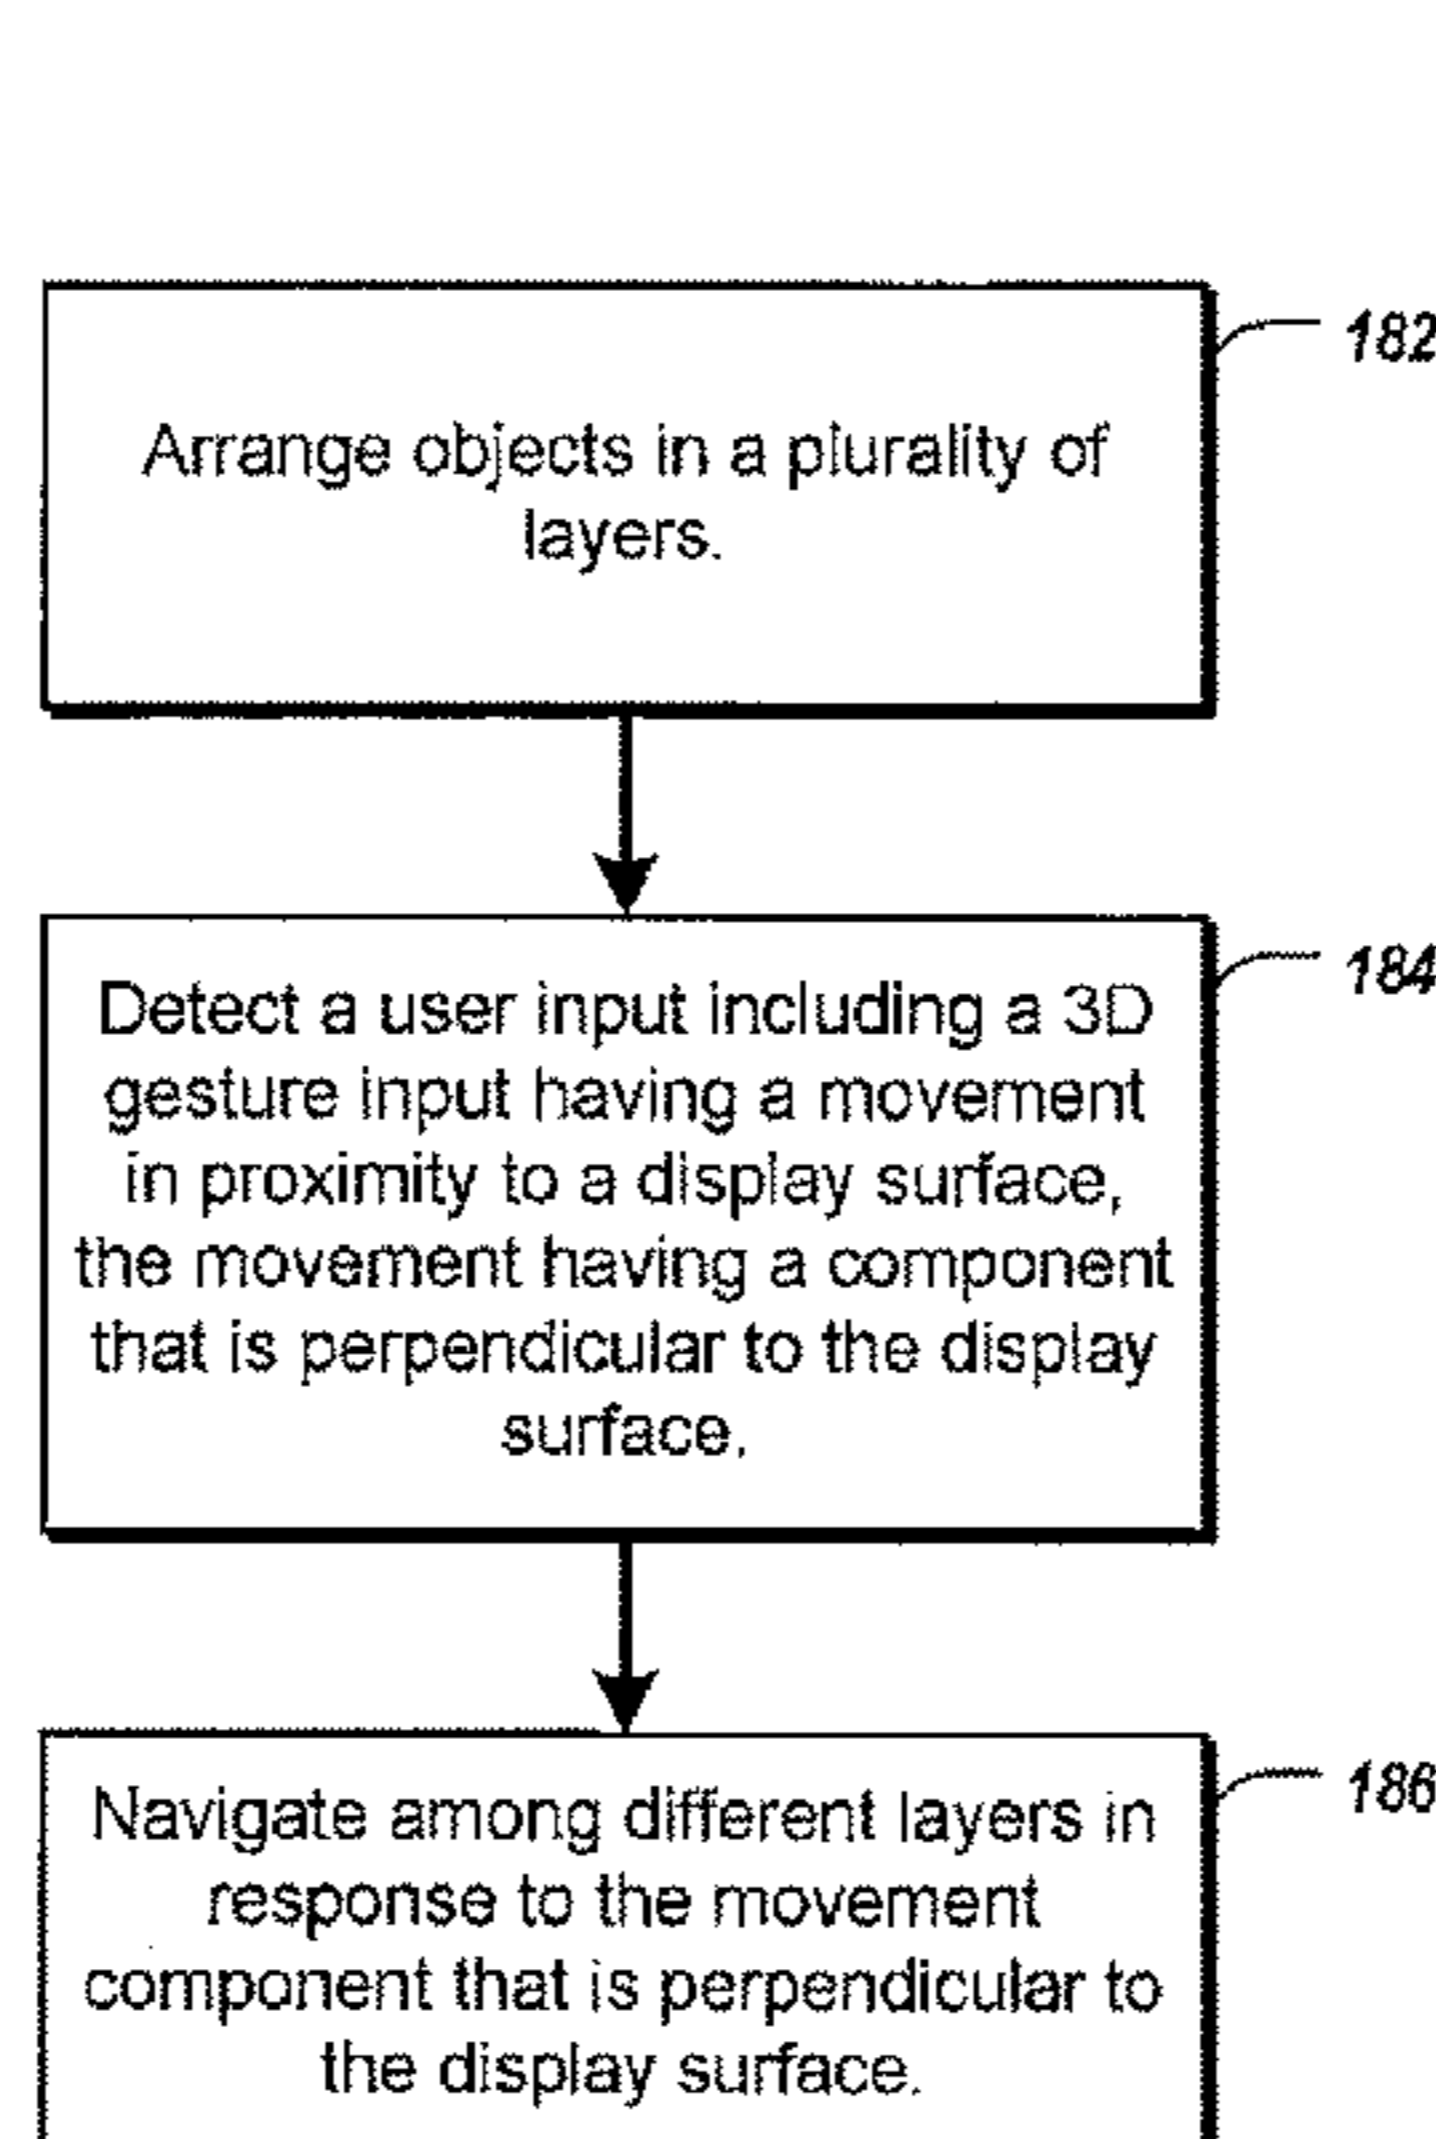 182
Arrange objects in a plurality of
layers.
184
Detect a user input including a 3D
gesture input having a movement
in proximity to a display surface,
the movement having a component
that is perpendicular to the display
surface.
186
Navigate among different layers in
response to the movement
component that is perpendicular to
the display surface.